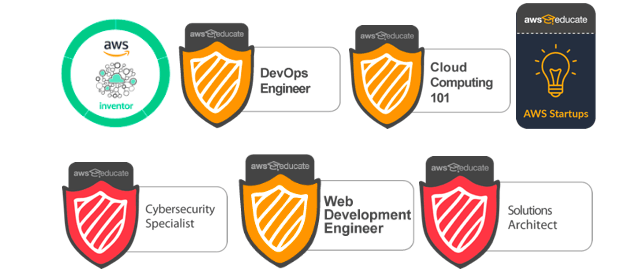 aws
inventor
aws educate
DevOps
Engineer
aws educate
Cloud
Computing
101
aws educate
AWS Startups
aws educate
Cybersecurity
Specialist
aws educate
Web
Development
Engineer
aws educate
Solutions
Architect